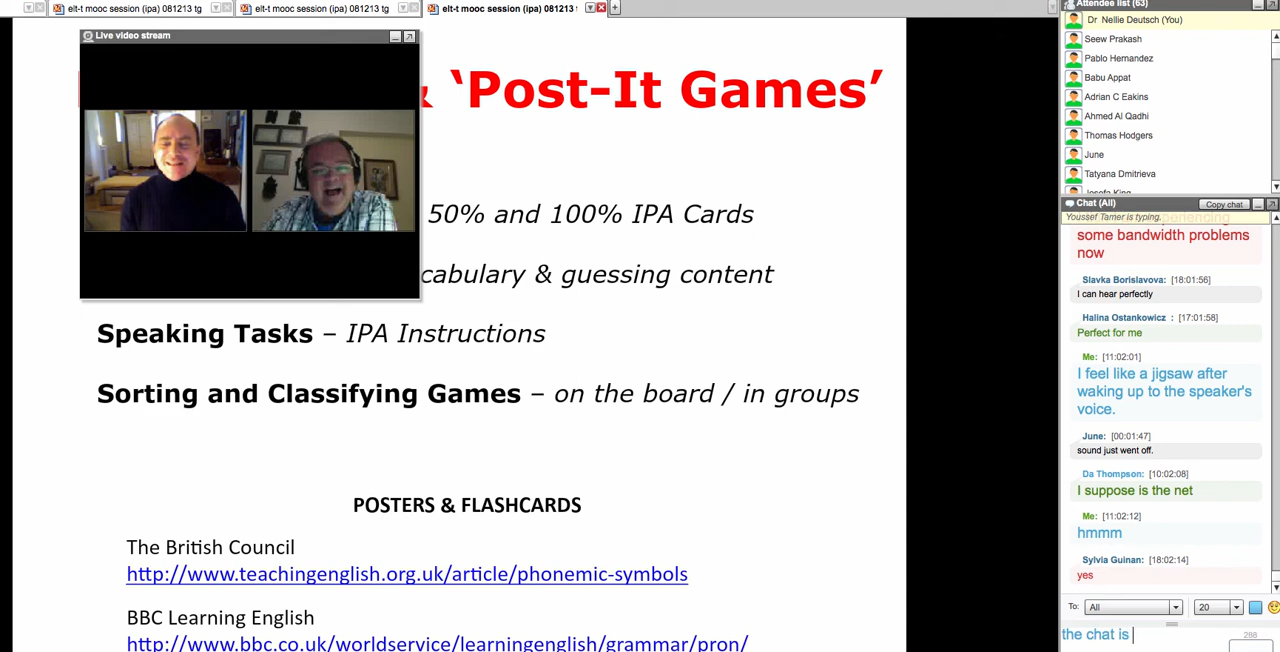 elt-t mooc session (ipa) 081213 tg
elt-t mooc session (ipa) 081213 tg
elt-t mooc session (ipa) 081213
Live video stream
& ‘Post-It Games’
50% and 100% IPA Cards
cabulary & guessing content
Speaking Tasks – IPA Instructions
Sorting and Classifying Games – on the board / in groups
POSTERS & FLASHCARDS
The British Council
http://www.teachingenglish.org.uk/article/phonemic-symbols
BBC Learning English
http://www.bbc.co.uk/worldservice/learningenglish/grammar/pron/
Attendee list (63)
Dr Nellie Deutsch (You)
Seew Prakash
Pablo Hernandez
Babu Appat
Adrian C Eakins
Ahmed Al Qadhi
Thomas Hodgers
June
Tatyana Dmitrieva
Josefa King
Chat (All)
Copy chat
Youssef Tamer is typing.
some bandwidth problems
now
Slavka Borislavova: [18:01:56]
I can hear perfectly
Halina Ostankowicz : [17:01:58]
Perfect for me
Me: [11:02:01]
I feel like a jigsaw after
waking up to the speaker's
voice.
June: [00:01:47]
sound just went off.
Da Thompson: [10:02:08]
I suppose is the net
Me: [11:02:12]
hmmm
Sylvia Guinan: [18:02:14]
yes
To: All 20
the chat is
288